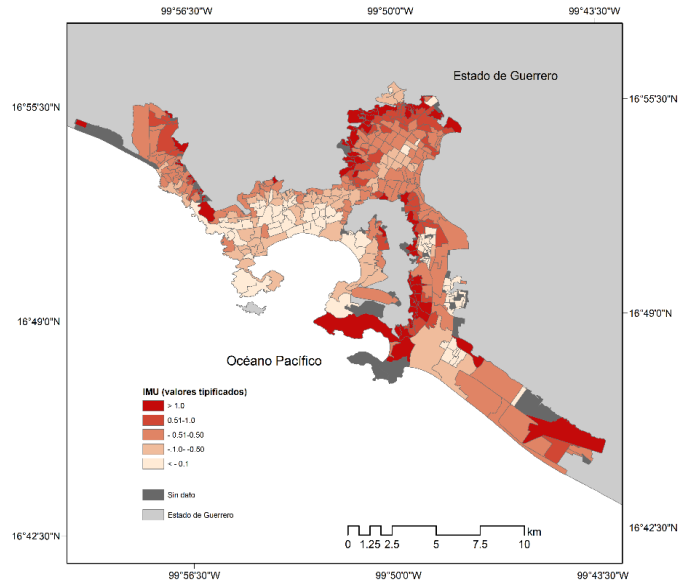 99°56'30"W 99°50'0"W 99°43'30"W
Estado de Guerrero
16°55'30"N 16°55'30"N
16°49'0"N 16°49'0"N
Océano Pacífico
IMU (valores tipificados)
> 1.0
0.51-1.0
- 0.51-0.50
-.1.0- -0.50
< - 0.1
Sin dato
Estado de Guerrero
16°42'30"N 16°42'30"N
km
0 1.25 2.5 5 7.5 10
99°56'30"W 99°50'0"W 99°43'30"W